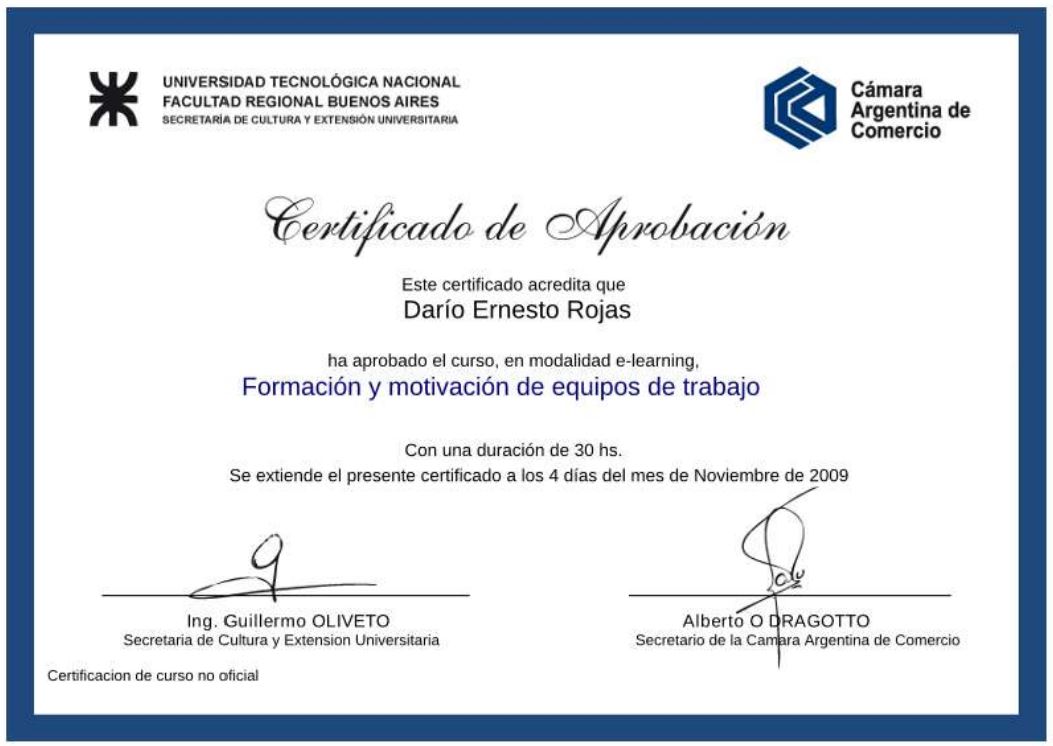 UNIVERSIDAD TECNOLÓGICA NACIONAL
FACULTAD REGIONAL BUENOS AIRES
SECRETARÍA DE CULTURA Y EXTENSIÓN UNIVERSITARIA
Cámara
Argentina de
Comercio
Certificado de Aprobación
Este certificado acredita que
Darío Ernesto Rojas
ha aprobado el curso, en modalidad e-learning,
Formación y motivación de equipos de trabajo
Con una duración de 30 hs.
Se extiende el presente certificado a los 4 días del mes de Noviembre de 2009
Ing. Guillermo OLIVETO
Secretaria de Cultura y Extension Universitaria
Alberto O DRAGOTTO
Secretario de la Camara Argentina de Comercio
Certificacion de curso no oficial